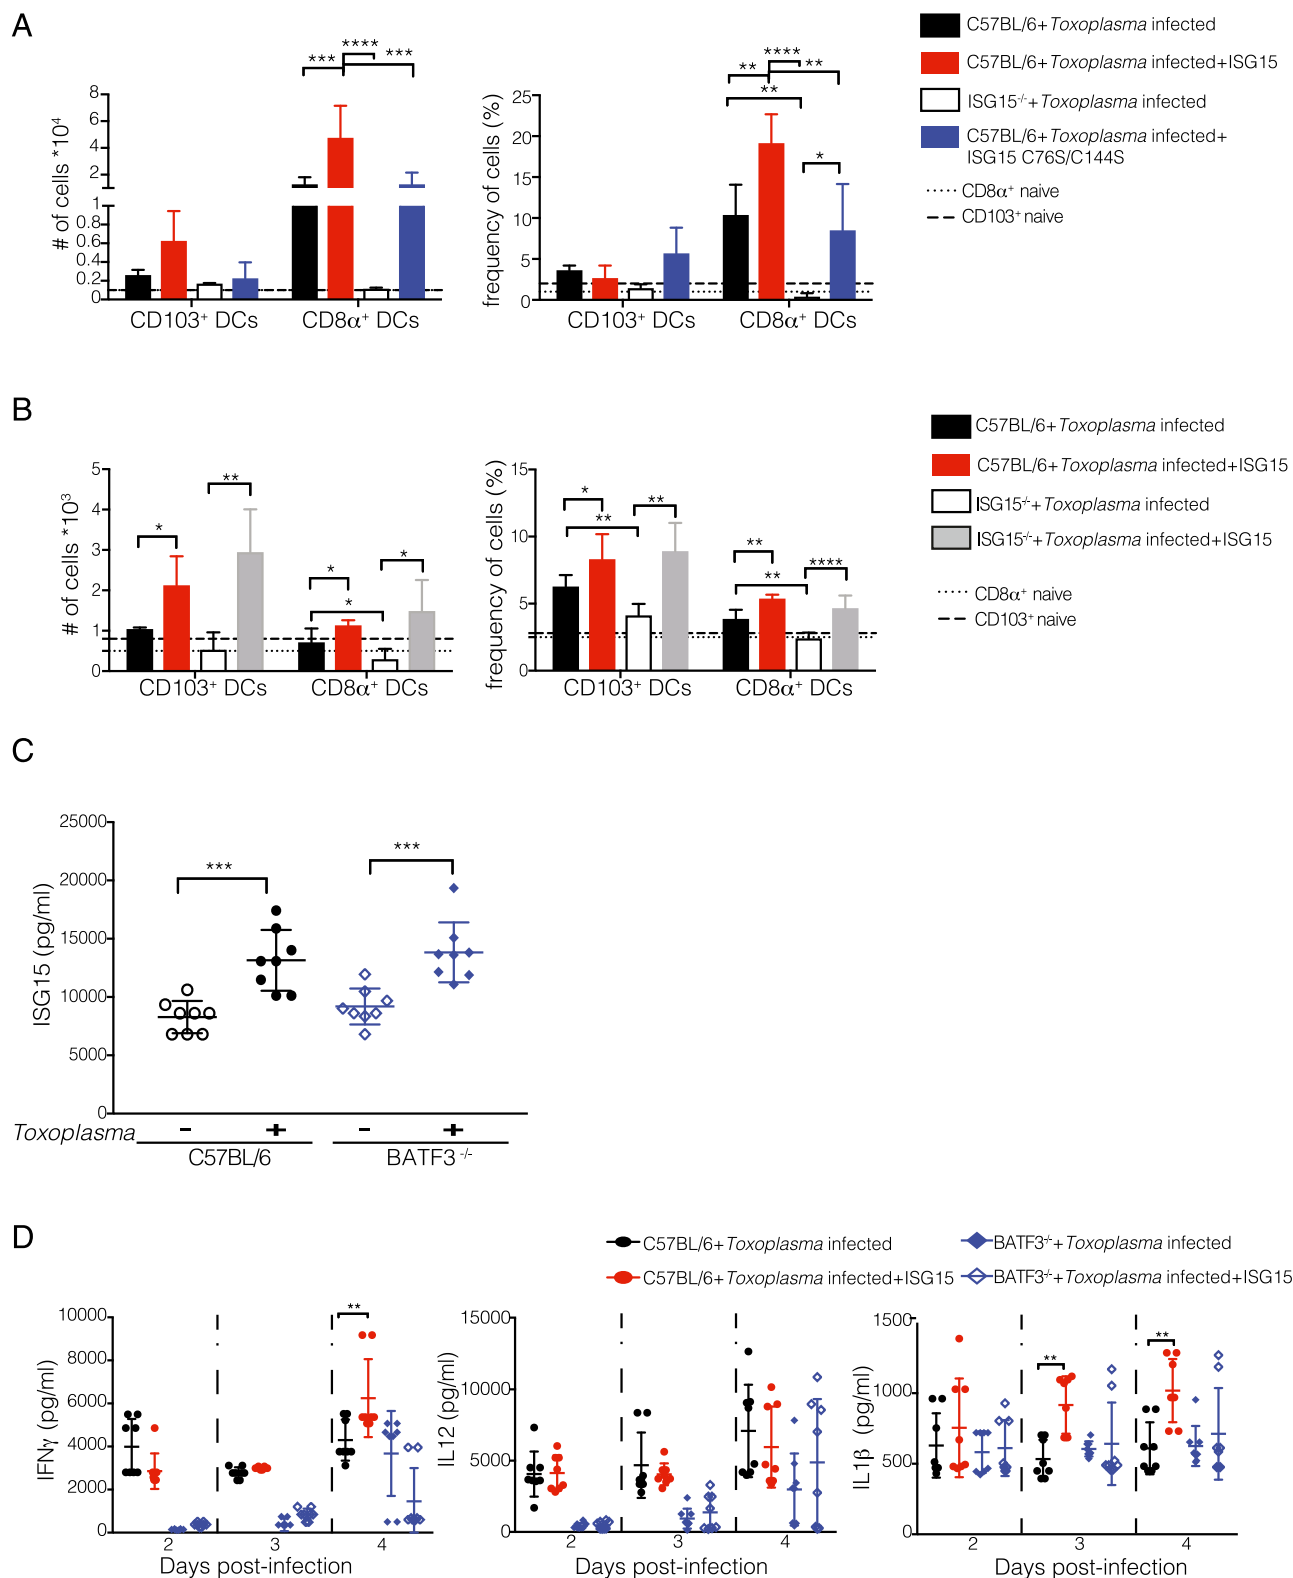 A
*** **** ***
# of cells *10⁴
8
6
4
2
1
0.8
0.6
0.4
0.2
0
CD103⁺ DCs CD8α⁺ DCs
** **** **
**
*
frequency of cells (%)
25
20
15
10
5
0
CD103⁺ DCs CD8α⁺ DCs
C57BL/6+Toxoplasma infected
C57BL/6+Toxoplasma infected+ISG15
ISG15⁻/⁻+Toxoplasma infected
C57BL/6+Toxoplasma infected+
ISG15 C76S/C144S
CD8α⁺ naive
CD103⁺ naive
B
# of cells *10³
5
4
3
2
1
0
* ** * * *
CD103⁺ DCs CD8α⁺ DCs
frequency of cells (%)
15
10
5
0
* ** ** ** ** ****
CD103⁺ DCs CD8α⁺ DCs
C57BL/6+Toxoplasma infected
C57BL/6+Toxoplasma infected+ISG15
ISG15⁻/⁻+Toxoplasma infected
ISG15⁻/⁻+Toxoplasma infected+ISG15
CD8α⁺ naive
CD103⁺ naive
C
ISG15 (pg/ml)
25000
20000
15000
10000
5000
0
*** ***
Toxoplasma - + - +
C57BL/6 BATF3 -/-
D
C57BL/6+Toxoplasma infected
C57BL/6+Toxoplasma infected+ISG15
BATF3⁻/⁻+Toxoplasma infected
BATF3⁻/⁻+Toxoplasma infected+ISG15
IFNγ (pg/ml)
10000
8000
6000
4000
2000
0
**
2 3 4
Days post-infection
IL12 (pg/ml)
15000
10000
5000
0
2 3 4
Days post-infection
IL1β (pg/ml)
1500
1000
500
0
** **
2 3 4
Days post-infection